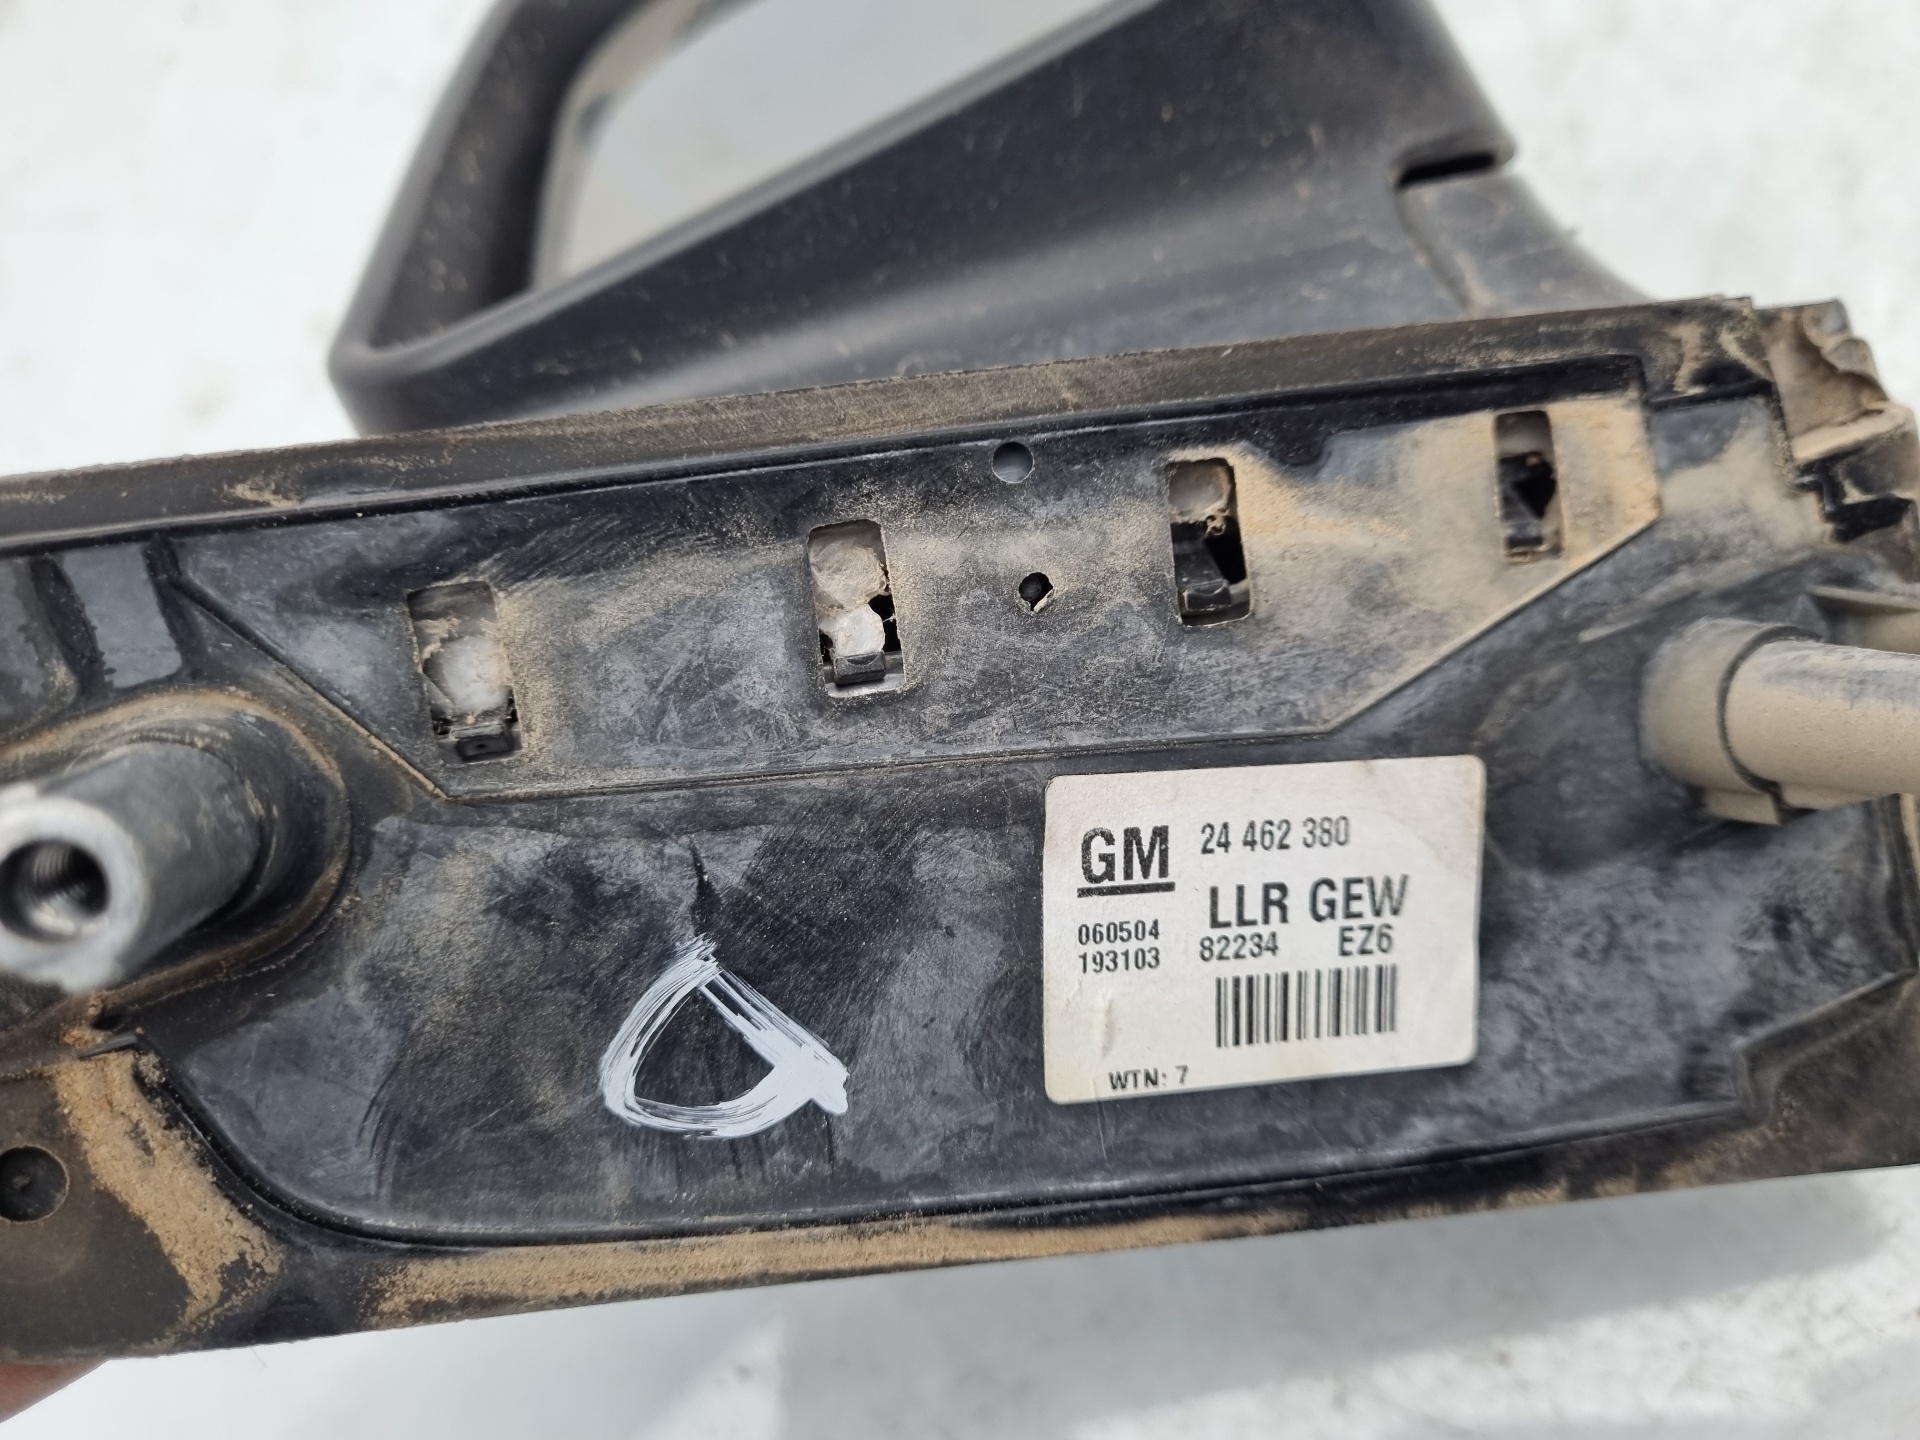 GM 24 462 380
LLR GEW
060504 82234 EZ6
193103
WTN: 7